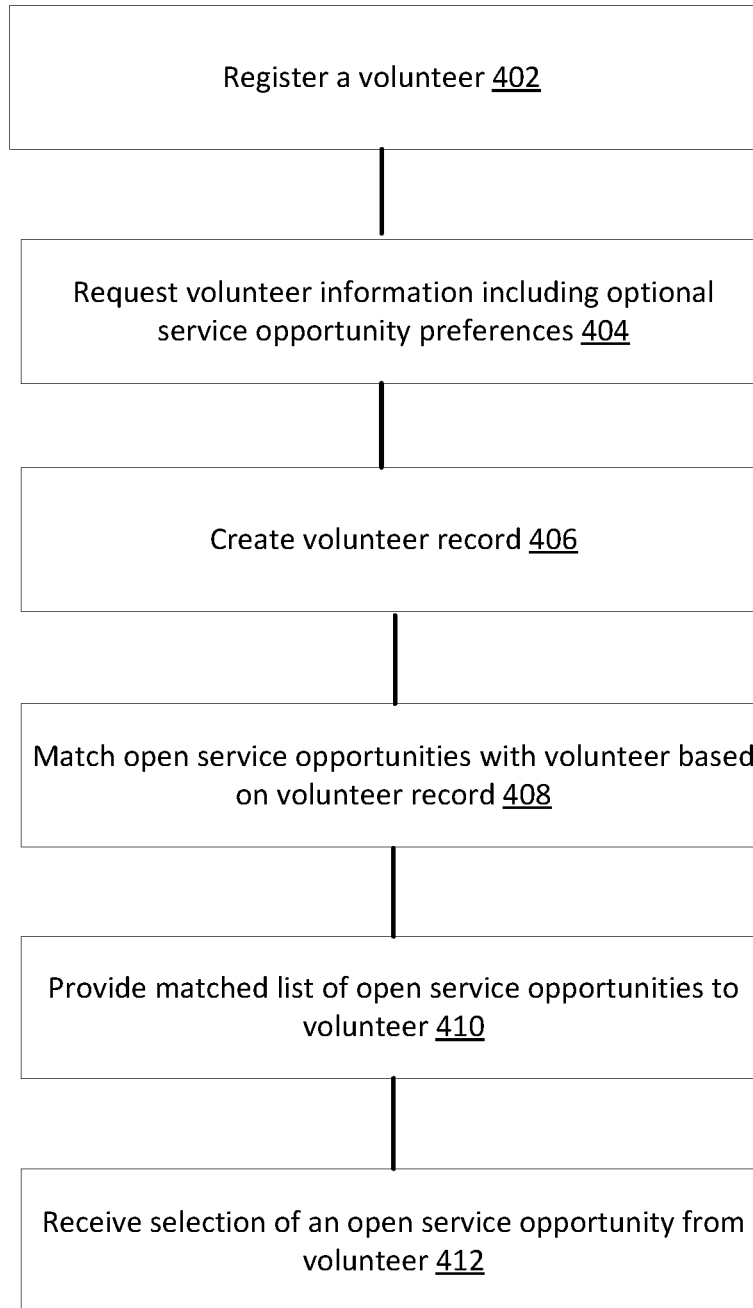 Register a volunteer 402
Request volunteer information including optional
service opportunity preferences 404
Create volunteer record 406
Match open service opportunities with volunteer based
on volunteer record 408
Provide matched list of open service opportunities to
volunteer 410
Receive selection of an open service opportunity from
volunteer 412